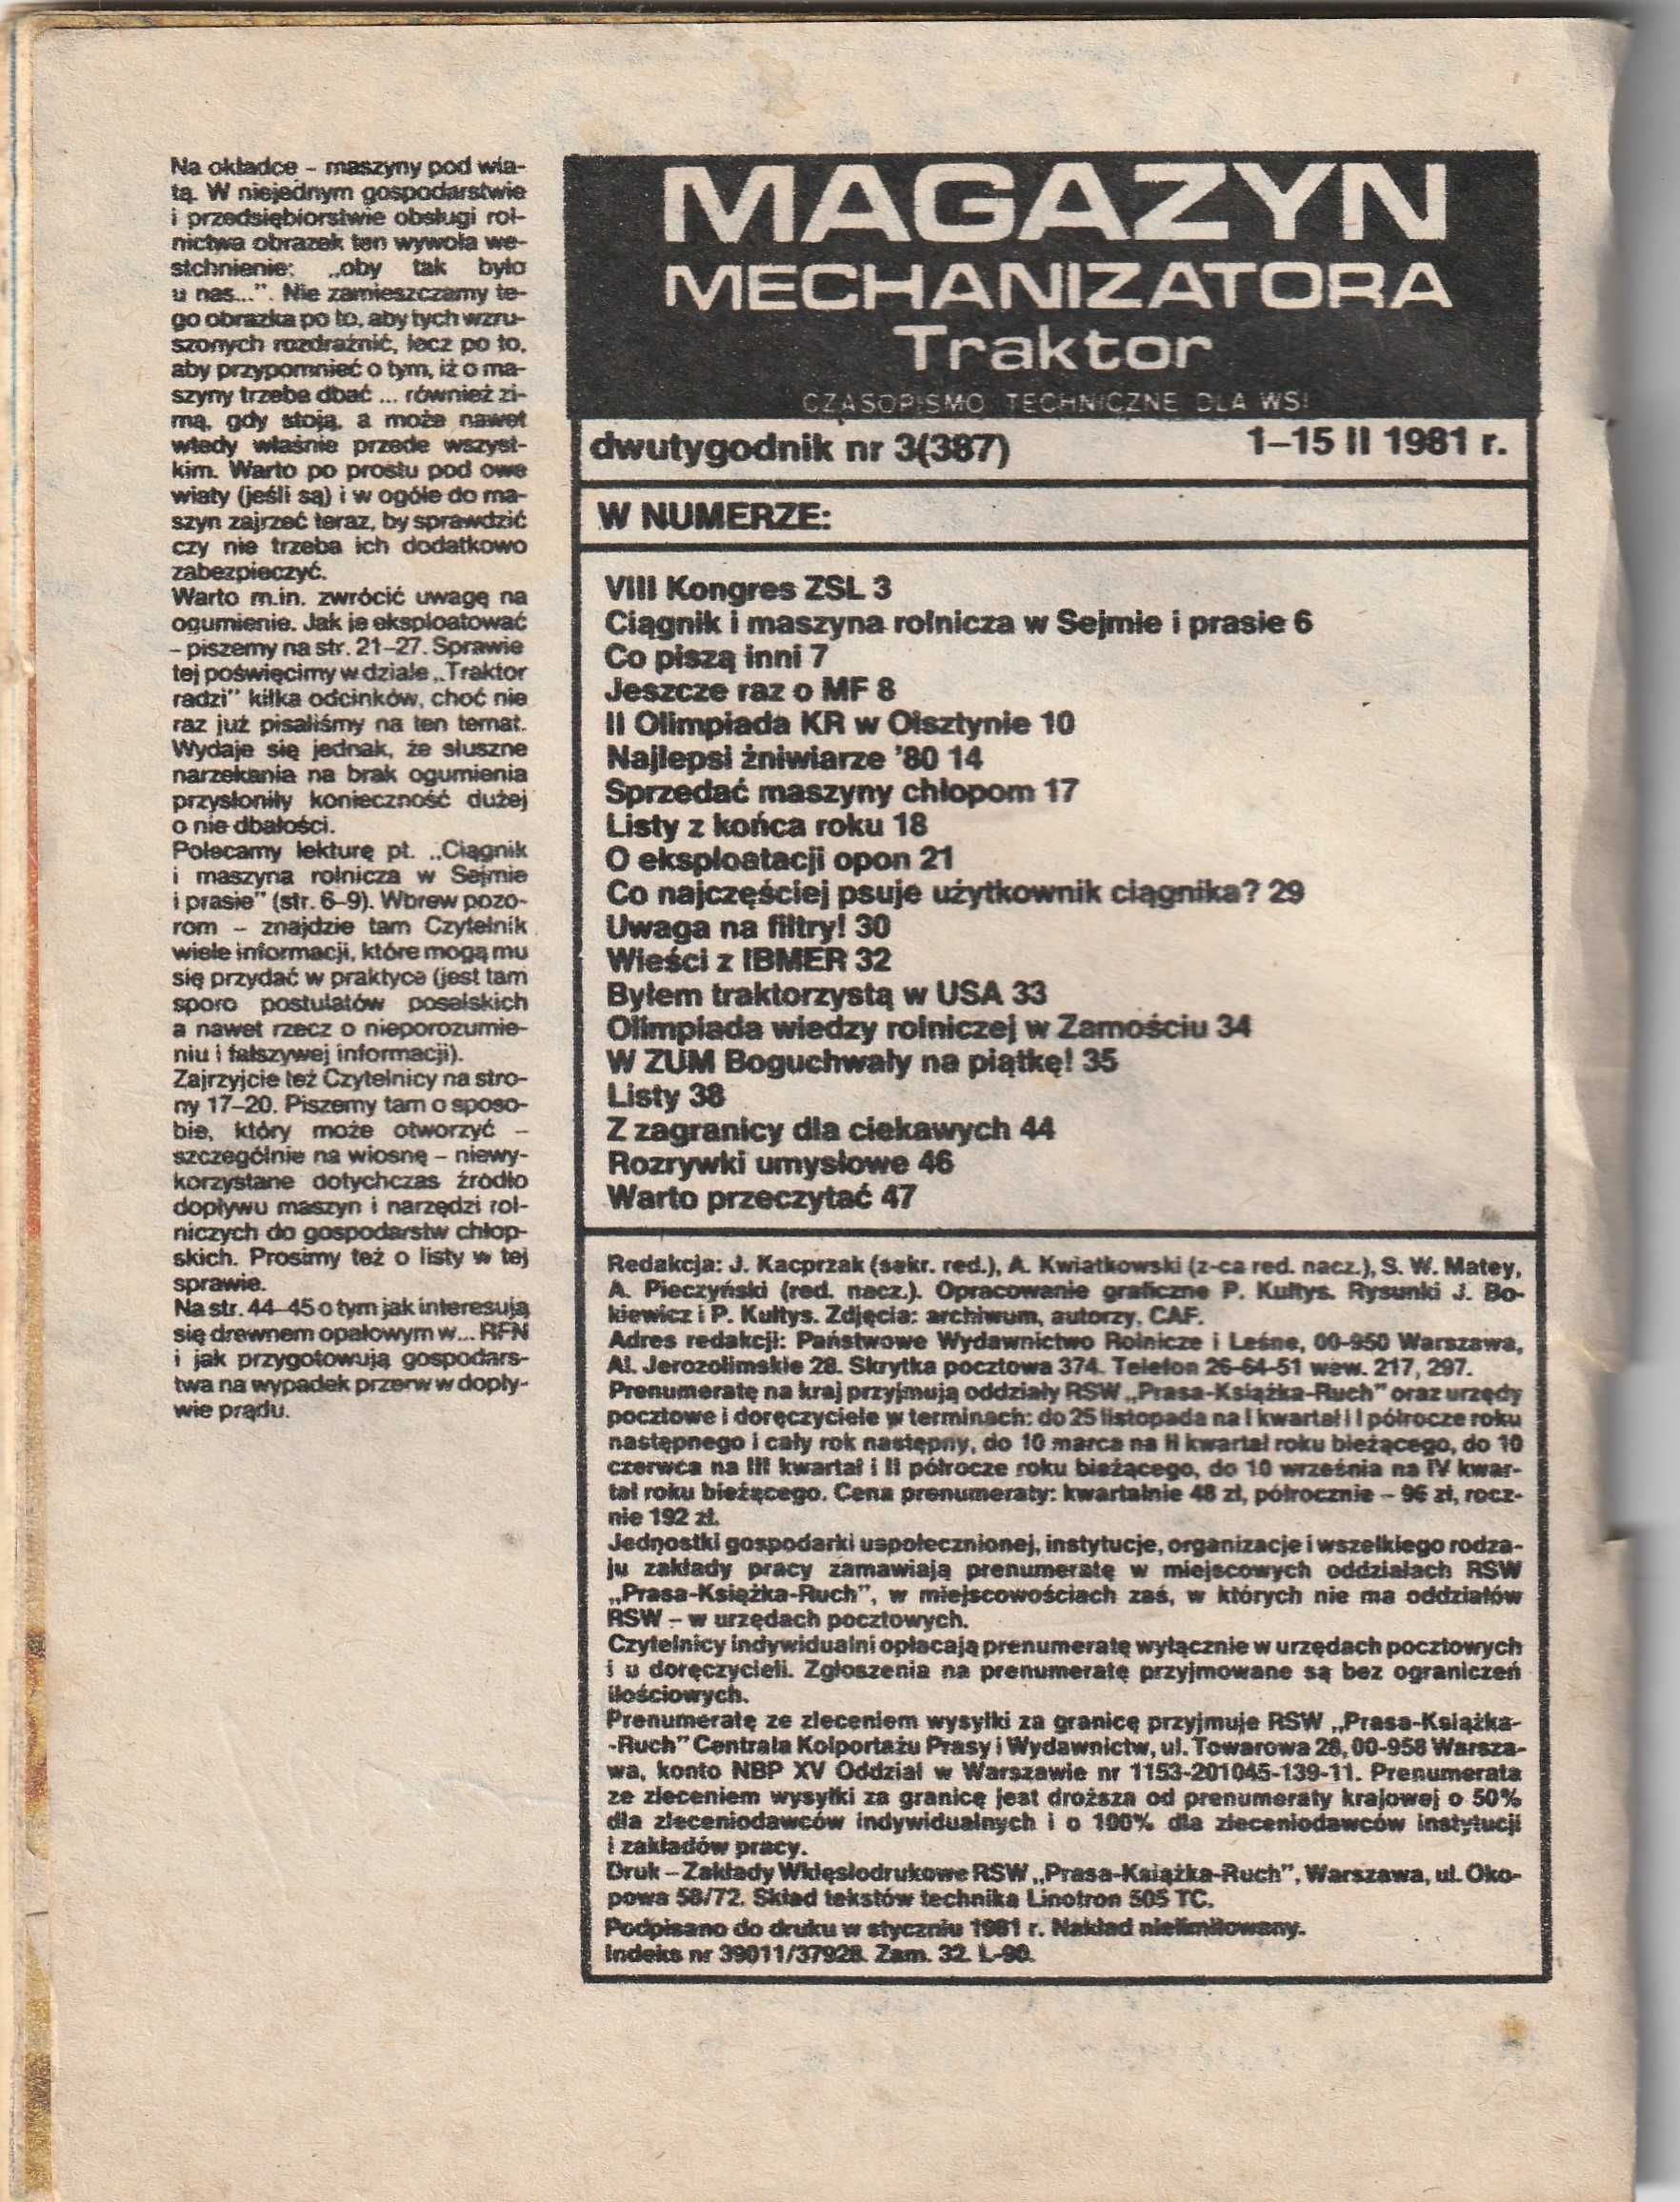 Na okładce – maszyny pod wia-
tą. W niejednym gospodarstwie
i przedsiębiorstwie obsługi rol-
nictwa obrazek ten wywoła we-
stchnienie: „oby tak było
u nas...”. Nie zamieszczamy te-
go obrazka po to, aby tych wzru-
szonych rozdrażnić, lecz po to,
aby przypomnieć o tym, iż o ma-
szyny trzeba dbać ... również zi-
mą, gdy stoją, a może nawet
wtedy właśnie przede wszyst-
kim. Warto po prostu pod owe
wiaty (jeśli są) i w ogóle do ma-
szyn zajrzeć teraz, by sprawdzić
czy nie trzeba ich dodatkowo
zabezpieczyć.
Warto m.in. zwrócić uwagę na
ogumienie. Jak je eksploatować
– piszemy na str. 21–27. Sprawie
tej poświęcimy w dziale „Traktor
radzi” kilka odcinków, choć nie
raz już pisaliśmy na ten temat.
Wydaje się jednak, że słuszne
narzekania na brak ogumienia
przysłoniły konieczność dużej
o nie dbałości.
Polecamy lekturę pt. „Ciągnik
i maszyna rolnicza w Sejmie
i prasie” (str. 6–9). Wbrew pozo-
rom – znajdzie tam Czytelnik
wiele informacji, które mogą mu
się przydać w praktyce (jest tam
sporo postulatów poselskich
a nawet rzecz o nieporozumie-
niu i fałszywej informacji).
Zajrzyjcie też Czytelnicy na stro-
ny 17–20. Piszemy tam o sposo-
bie, który może otworzyć –
szczególnie na wiosnę – niewy-
korzystane dotychczas źródło
dopływu maszyn i narzędzi rol-
niczych do gospodarstw chłop-
skich. Prosimy też o listy w tej
sprawie.
Na str. 44–45 o tym jak interesują
się drewnem opałowym w... RFN
i jak przygotowują gospodars-
twa na wypadek przerw w dopły-
wie prądu.
MAGAZYN
MECHANIZATORA
Traktor
CZASOPISMO TECHNICZNE DLA WSI
dwutygodnik nr 3(387) 1–15 II 1981 r.
W NUMERZE:
VIII Kongres ZSL 3
Ciągnik i maszyna rolnicza w Sejmie i prasie 6
Co piszą inni 7
Jeszcze raz o MF 8
II Olimpiada KR w Olsztynie 10
Najlepsi żniwiarze ’80 14
Sprzedać maszyny chłopom 17
Listy z końca roku 18
O eksploatacji opon 21
Co najczęściej psuje użytkownik ciągnika? 29
Uwaga na filtry! 30
Wieści z IBMER 32
Byłem traktorzystą w USA 33
Olimpiada wiedzy rolniczej w Zamościu 34
W ZUM Boguchwały na piątkę! 35
Listy 38
Z zagranicy dla ciekawych 44
Rozrywki umysłowe 46
Warto przeczytać 47
Redakcja: J. Kacprzak (sekr. red.), A. Kwiatkowski (z-ca red. nacz.), S. W. Matey,
A. Pieczyński (red. nacz.). Opracowanie graficzne P. Kułtys. Rysunki J. Bo-
kiewicz i P. Kułtys. Zdjęcia: archiwum, autorzy, CAF.
Adres redakcji: Państwowe Wydawnictwo Rolnicze i Leśne, 00-950 Warszawa,
Al. Jerozolimskie 28. Skrytka pocztowa 374. Telefon 26-64-51 wew. 217, 297.
Prenumeratę na kraj przyjmują oddziały RSW „Prasa-Książka-Ruch” oraz urzędy
pocztowe i doręczyciele w terminach: do 25 listopada na I kwartał i I półrocze roku
następnego i cały rok następny, do 10 marca na II kwartał roku bieżącego, do 10
czerwca na III kwartał i II półrocze roku bieżącego, do 10 września na IV kwar-
tał roku bieżącego. Cena prenumeraty: kwartalnie 48 zł, półrocznie – 96 zł, rocz-
nie 192 zł.
Jednostki gospodarki uspołecznionej, instytucje, organizacje i wszelkiego rodza-
ju zakłady pracy zamawiają prenumeratę w miejscowych oddziałach RSW
„Prasa-Książka-Ruch”, w miejscowościach zaś, w których nie ma oddziałów
RSW – w urzędach pocztowych.
Czytelnicy indywidualni opłacają prenumeratę wyłącznie w urzędach pocztowych
i u doręczycieli. Zgłoszenia na prenumeratę przyjmowane są bez ograniczeń
ilościowych.
Prenumeratę ze zleceniem wysyłki za granicę przyjmuje RSW „Prasa-Książka-
-Ruch” Centrala Kolportażu Prasy i Wydawnictw, ul. Towarowa 28, 00-958 Warsza-
wa, konto NBP XV Oddział w Warszawie nr 1153-201045-139-11. Prenumerata
ze zleceniem wysyłki za granicę jest droższa od prenumeraty krajowej o 50%
dla zleceniodawców indywidualnych i o 100% dla zleceniodawców instytucji
i zakładów pracy.
Druk – Zakłady Wklęsłodrukowe RSW „Prasa-Książka-Ruch”, Warszawa, ul. Oko-
powa 58/72. Skład tekstów technika Linotron 505 TC.
Podpisano do druku w styczniu 1981 r. Nakład nielimitowany.
Indeks nr 39011/37928. Zam. 32. L-90.